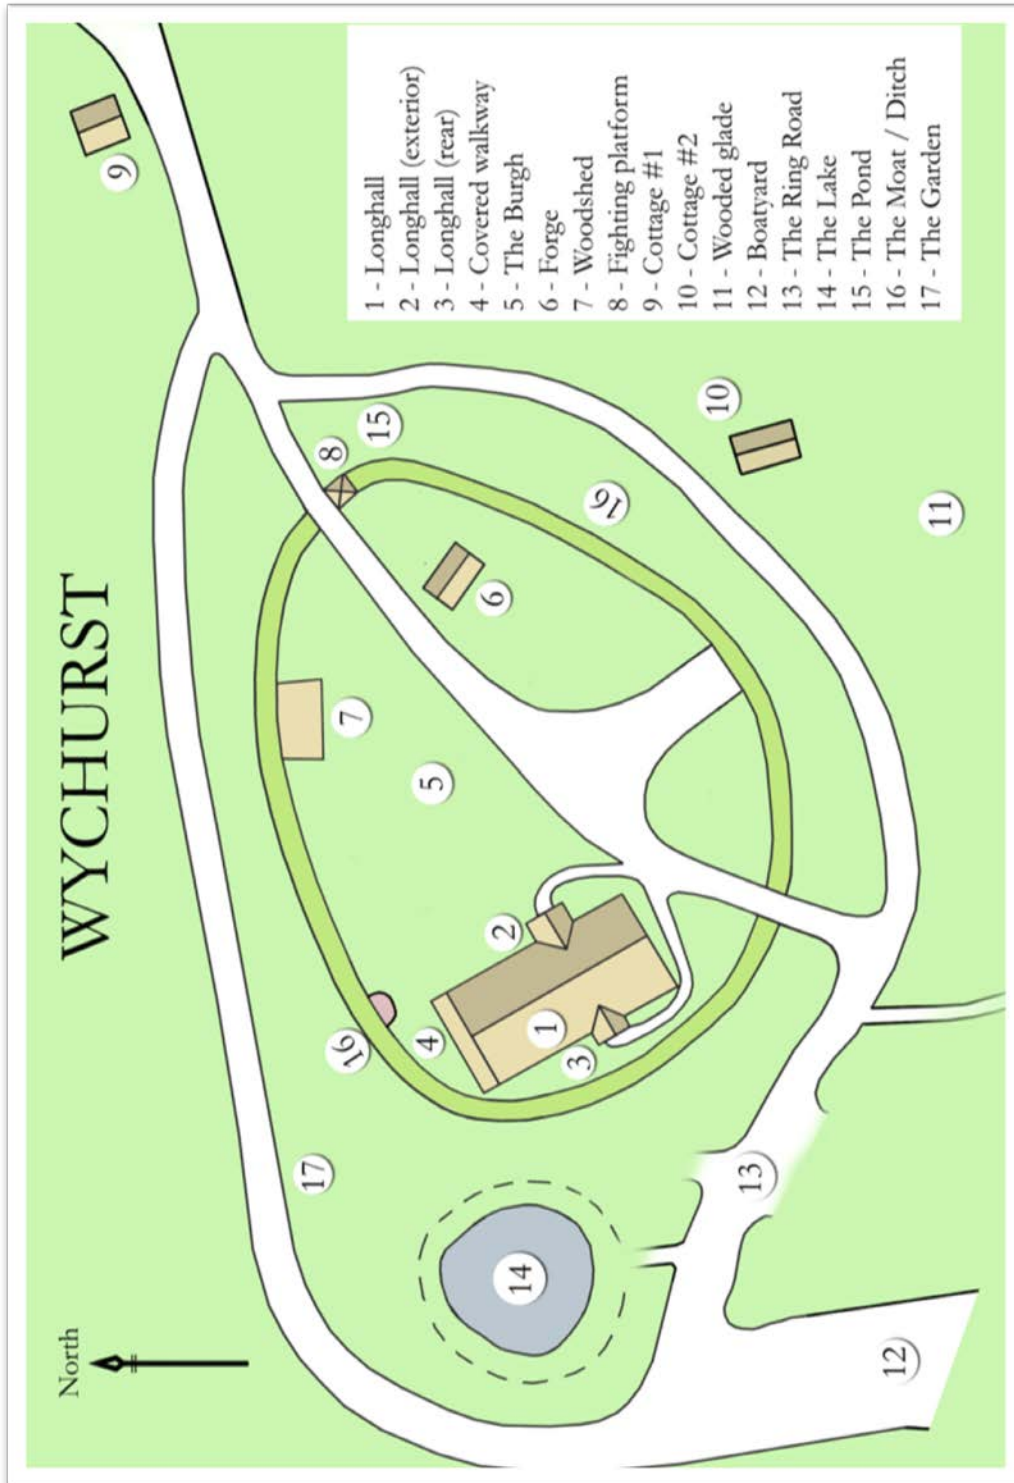 WYCHURST
North
9
1 - Longhall
2 - Longhall (exterior)
3 - Longhall (rear)
4 - Covered walkway
5 - The Burgh
6 - Forge
7 - Woodshed
8 - Fighting platform
9 - Cottage #1
10 - Cottage #2
11 - Wooded glade
12 - Boatyard
13 - The Ring Road
14 - The Lake
15 - The Pond
16 - The Moat / Ditch
17 - The Garden
17
16
7
8
15
4
5
2
6
14
1
3
16
10
13
12
11